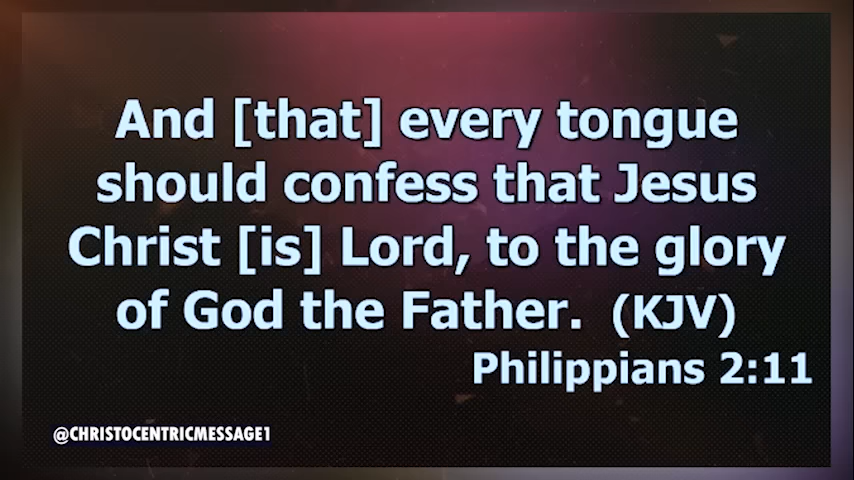 And [that] every tongue
should confess that Jesus
Christ [is] Lord, to the glory
of God the Father. (KJV)
Philippians 2:11
@CHRISTOCENTRICMESSAGE1